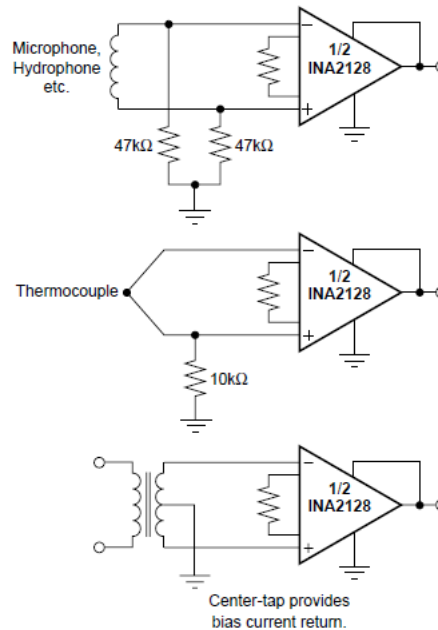 Microphone,
Hydrophone
etc.
−
1/2
INA2128
+
47kΩ
47kΩ
Thermocouple
−
1/2
INA2128
+
10kΩ
−
1/2
INA2128
+
Center-tap provides
bias current return.